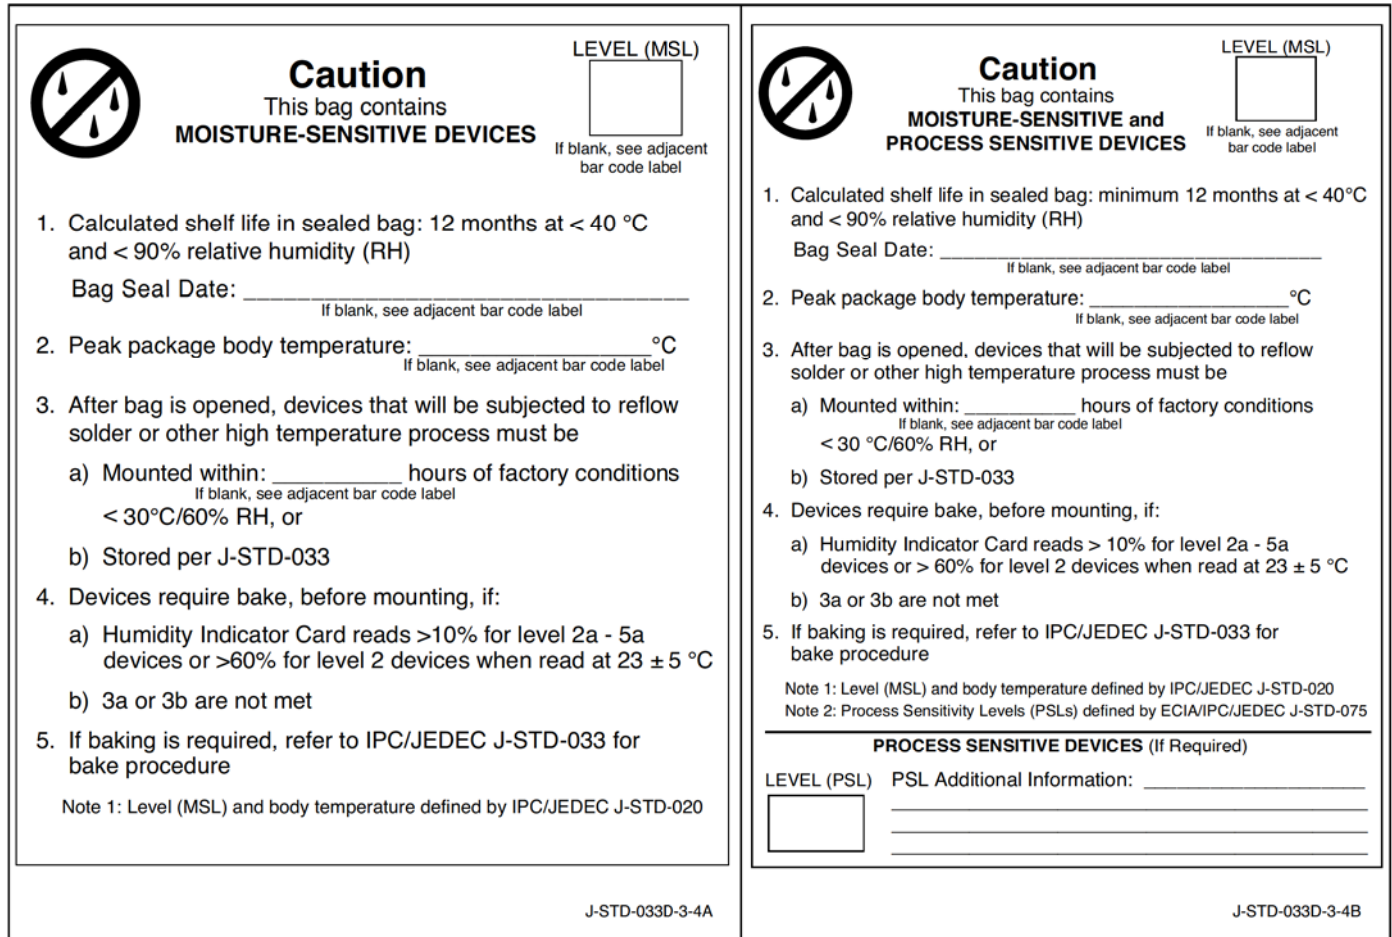 Caution
This bag contains
MOISTURE-SENSITIVE DEVICES
LEVEL (MSL)
If blank, see adjacent
bar code label
1. Calculated shelf life in sealed bag: 12 months at < 40 °C
and < 90% relative humidity (RH)
Bag Seal Date: ______________________________
If blank, see adjacent bar code label
2. Peak package body temperature: __________________°C
If blank, see adjacent bar code label
3. After bag is opened, devices that will be subjected to reflow
solder or other high temperature process must be
a) Mounted within: __________ hours of factory conditions
If blank, see adjacent bar code label
< 30°C/60% RH, or
b) Stored per J-STD-033
4. Devices require bake, before mounting, if:
a) Humidity Indicator Card reads >10% for level 2a - 5a
devices or >60% for level 2 devices when read at 23 ± 5 °C
b) 3a or 3b are not met
5. If baking is required, refer to IPC/JEDEC J-STD-033 for
bake procedure
Note 1: Level (MSL) and body temperature defined by IPC/JEDEC J-STD-020
J-STD-033D-3-4A
Caution
This bag contains
MOISTURE-SENSITIVE and
PROCESS SENSITIVE DEVICES
LEVEL (MSL)
If blank, see adjacent
bar code label
1. Calculated shelf life in sealed bag: minimum 12 months at < 40°C
and < 90% relative humidity (RH)
Bag Seal Date: ______________________________
If blank, see adjacent bar code label
2. Peak package body temperature: __________________°C
If blank, see adjacent bar code label
3. After bag is opened, devices that will be subjected to reflow
solder or other high temperature process must be
a) Mounted within: __________ hours of factory conditions
If blank, see adjacent bar code label
< 30 °C/60% RH, or
b) Stored per J-STD-033
4. Devices require bake, before mounting, if:
a) Humidity Indicator Card reads > 10% for level 2a - 5a
devices or > 60% for level 2 devices when read at 23 ± 5 °C
b) 3a or 3b are not met
5. If baking is required, refer to IPC/JEDEC J-STD-033 for
bake procedure
Note 1: Level (MSL) and body temperature defined by IPC/JEDEC J-STD-020
Note 2: Process Sensitivity Levels (PSLs) defined by ECIA/IPC/JEDEC J-STD-075
PROCESS SENSITIVE DEVICES (If Required)
LEVEL (PSL)
PSL Additional Information: ____________________
J-STD-033D-3-4B